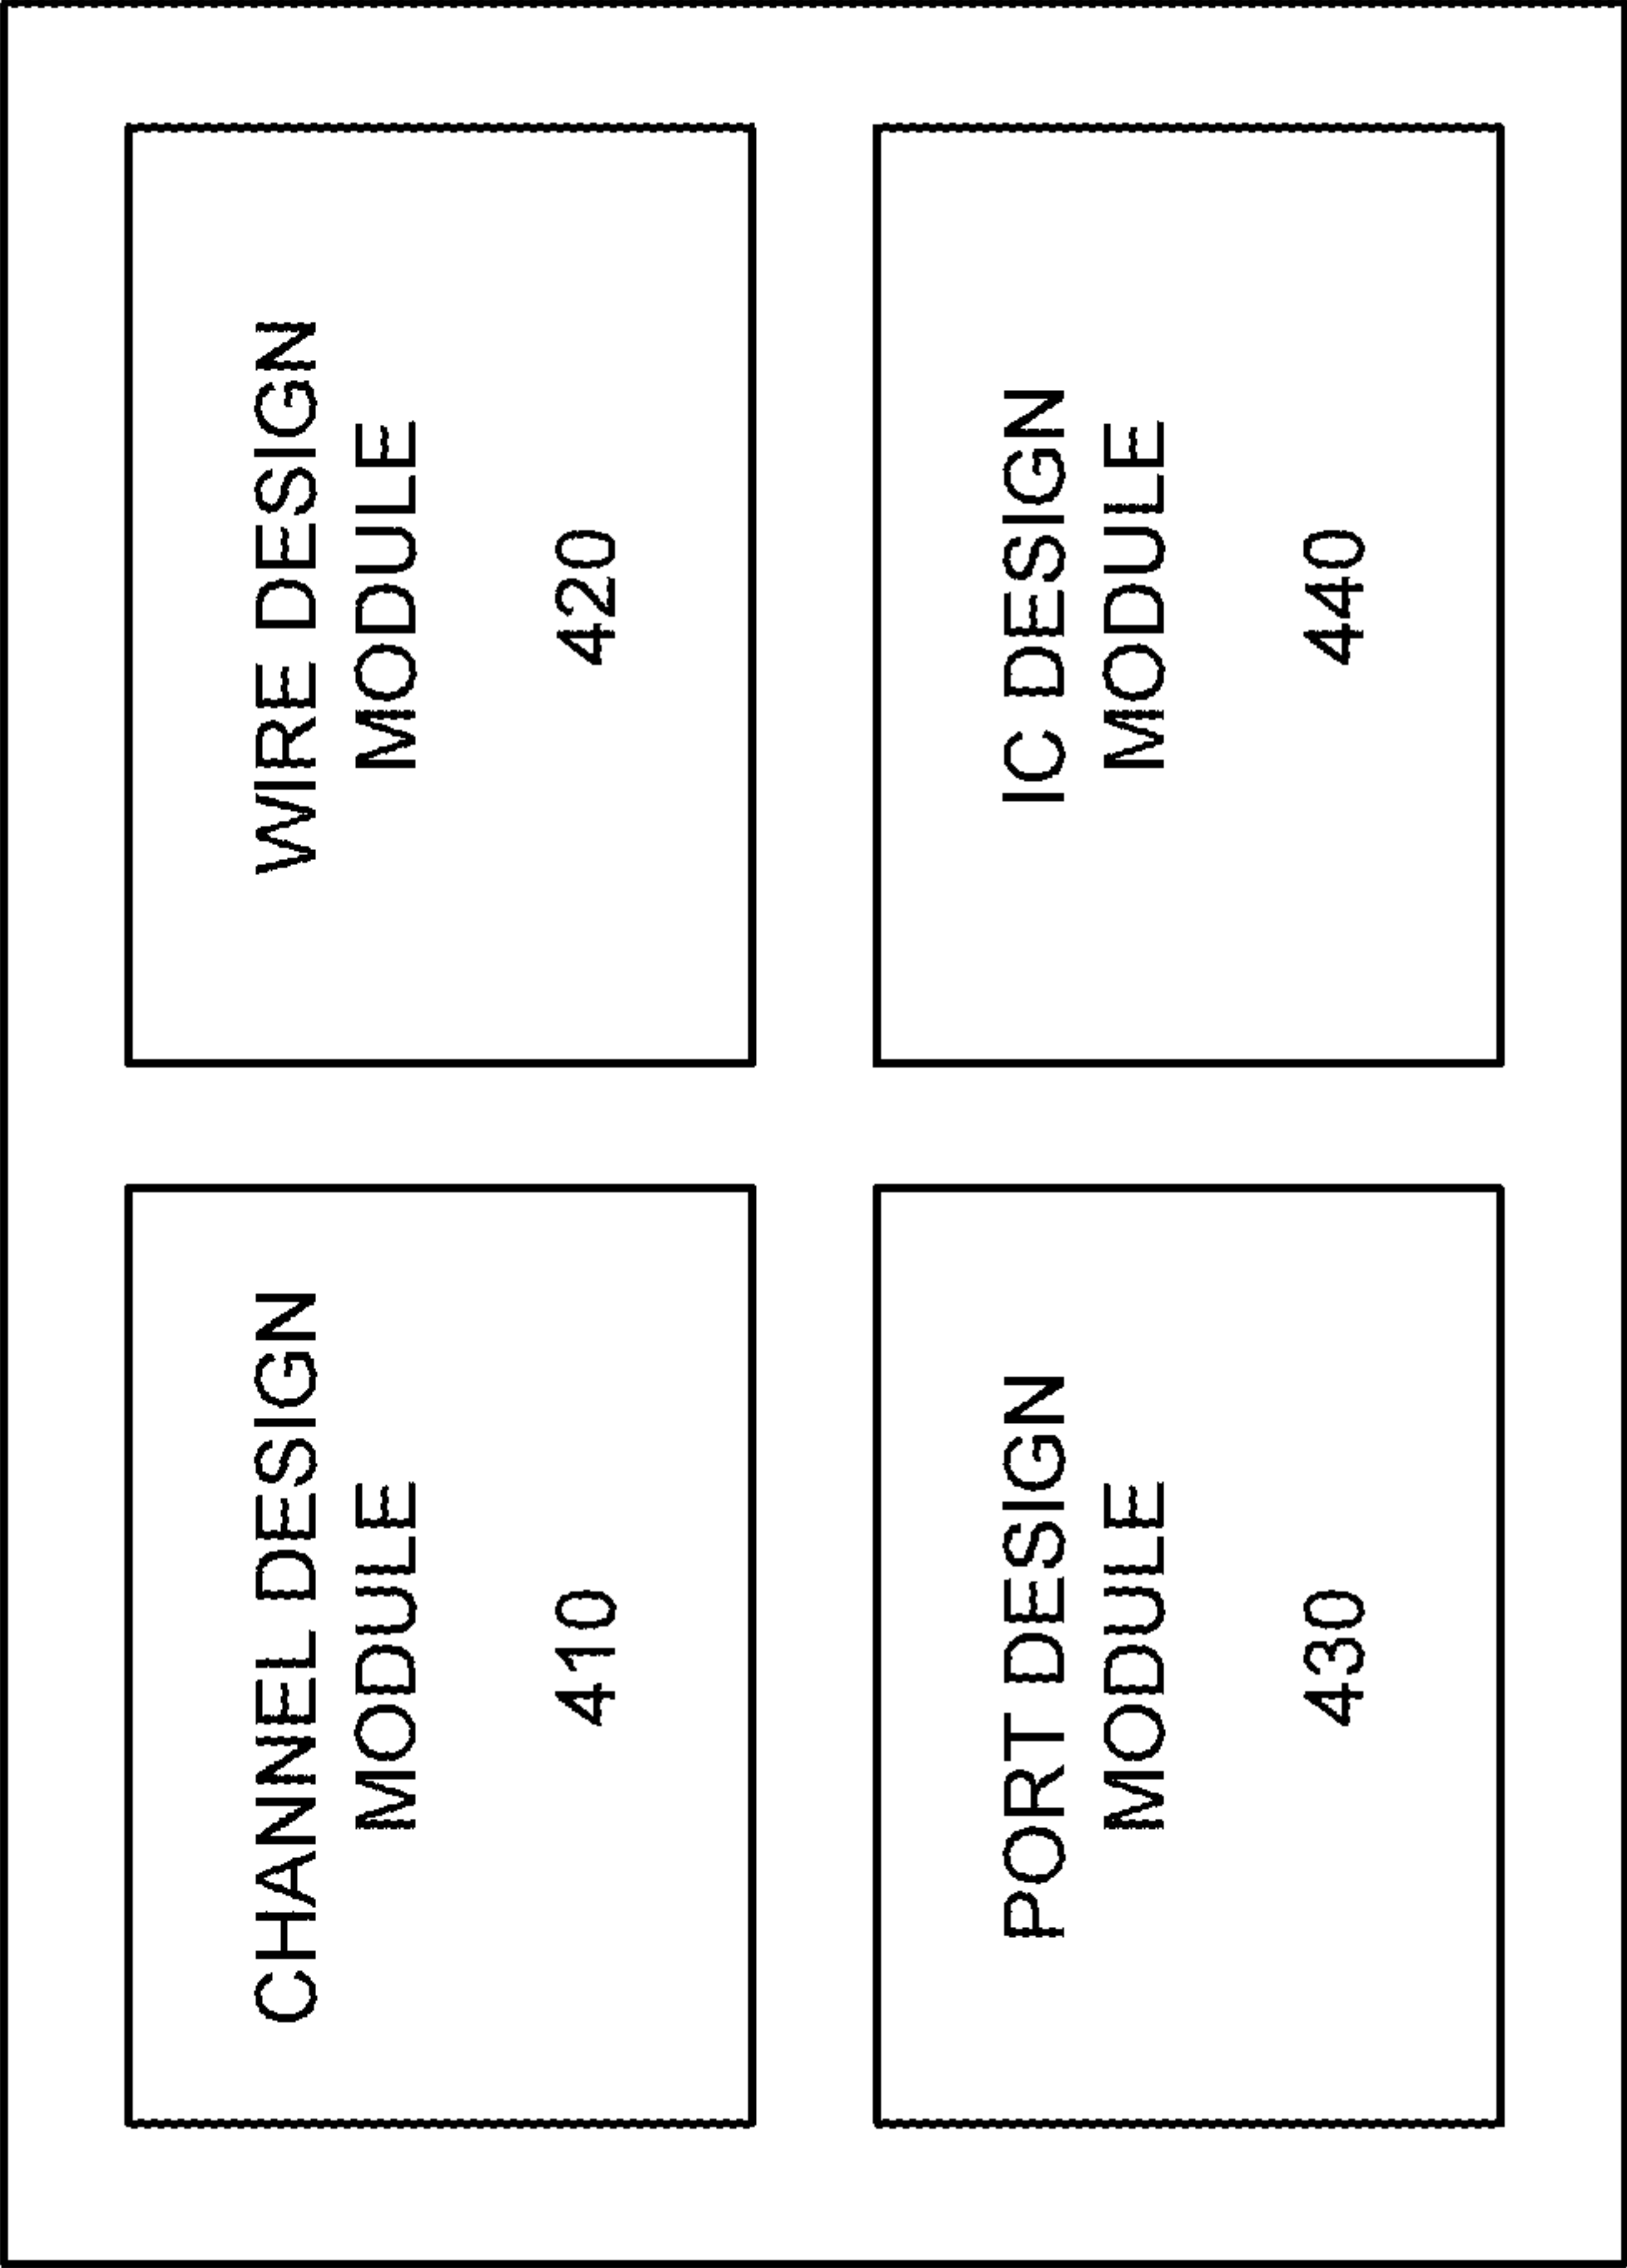 CHANNEL DESIGN
MODULE
410
WIRE DESIGN
MODULE
420
PORT DESIGN
MODULE
430
IC DESIGN
MODULE
440